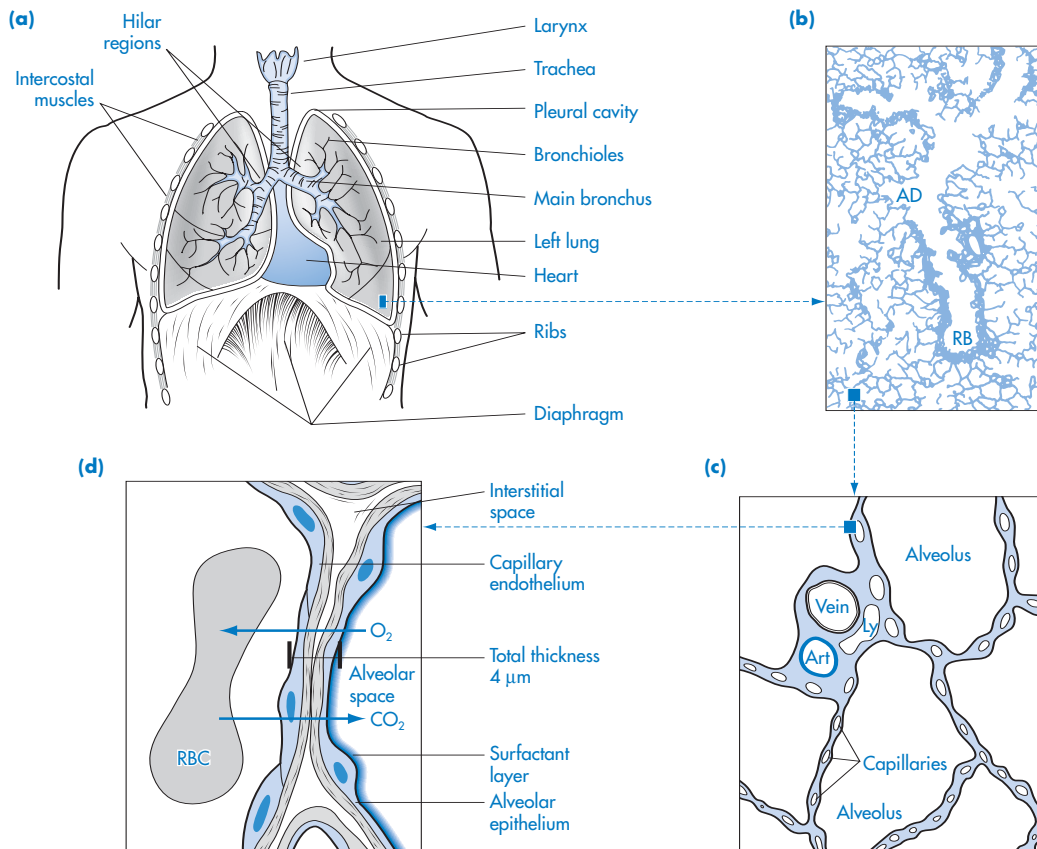 (a)
Hilar
regions
Intercostal
muscles
Larynx
Trachea
Pleural cavity
Bronchioles
Main bronchus
Left lung
Heart
Ribs
Diaphragm
(b)
AD
RB
(d)
Interstitial
space
Capillary
endothelium
O₂
Total thickness
4 μm
Alveolar
space
CO₂
RBC
Surfactant
layer
Alveolar
epithelium
(c)
Alveolus
Vein
Ly
Art
Capillaries
Alveolus